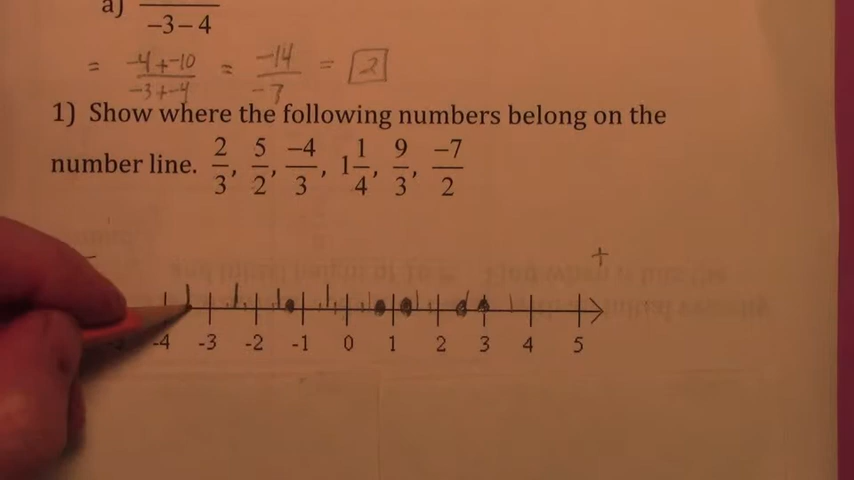 a)
-3-4
= -4+-10 / -3+-4 = -14 / -7 = 2
1) Show where the following numbers belong on the
number line. 2/3, 5/2, -4/3, 1 1/4, 9/3, -7/2
- +
-4 -3 -2 -1 0 1 2 3 4 5